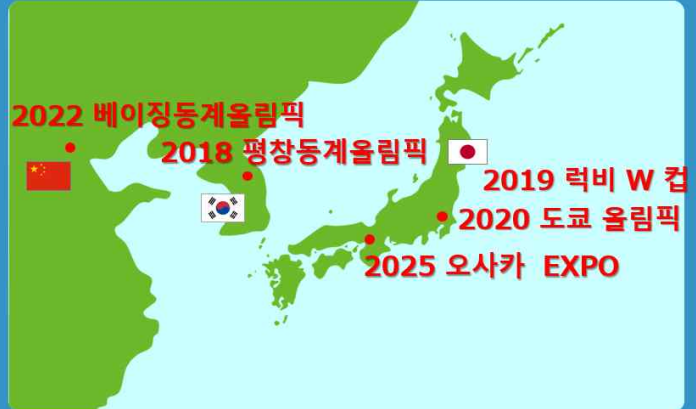 2022 베이징동계올림픽
2018 평창동계올림픽
2019 럭비 W 컵
2020 도쿄 올림픽
2025 오사카 EXPO